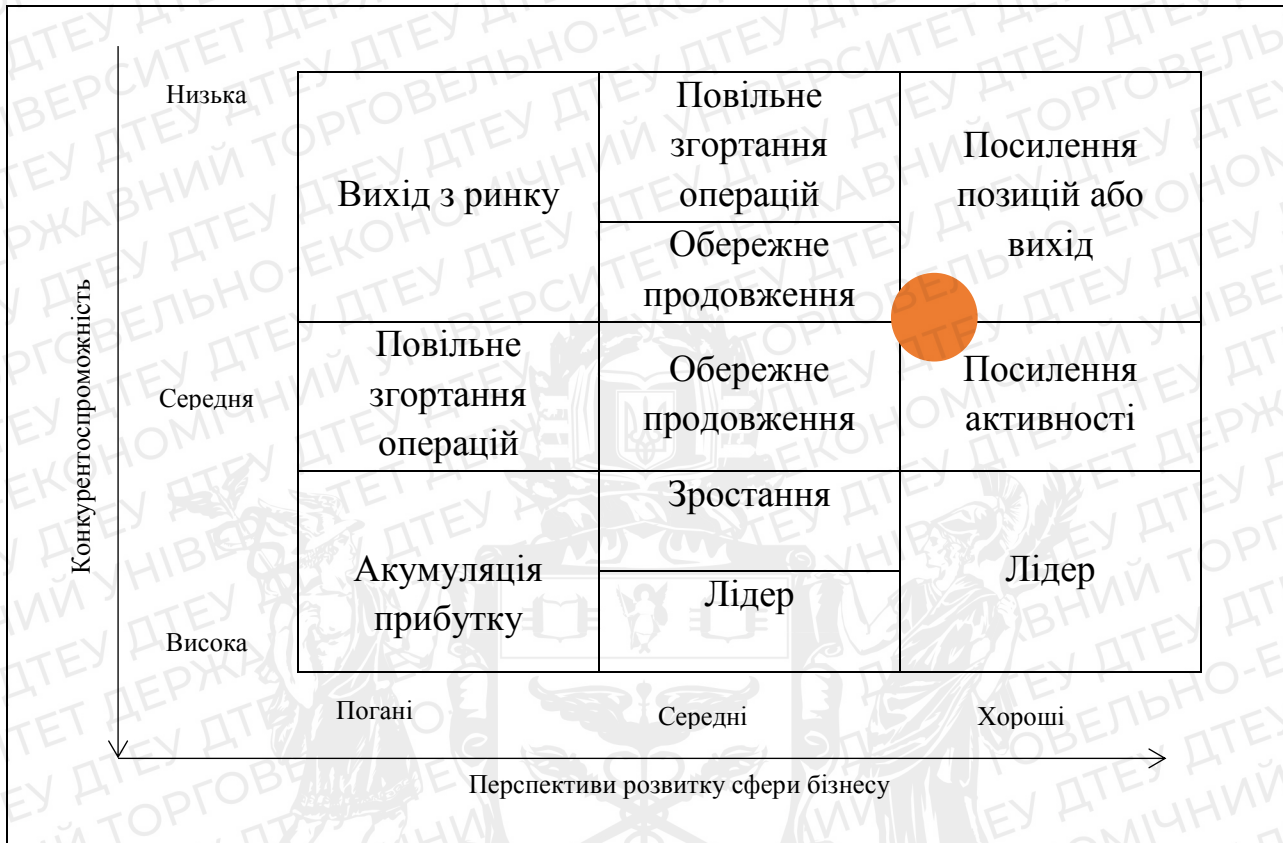 Низька
Вихід з ринку
Повільне
згортання
операцій
Обережне
продовження
Посилення
позицій або
вихід
Конкурентоспроможність
Середня
Повільне
згортання
операцій
Обережне
продовження
Посилення
активності
Висока
Акумуляція
прибутку
Зростання
Лідер
Лідер
Погані
Середні
Хороші
Перспективи розвитку сфери бізнесу